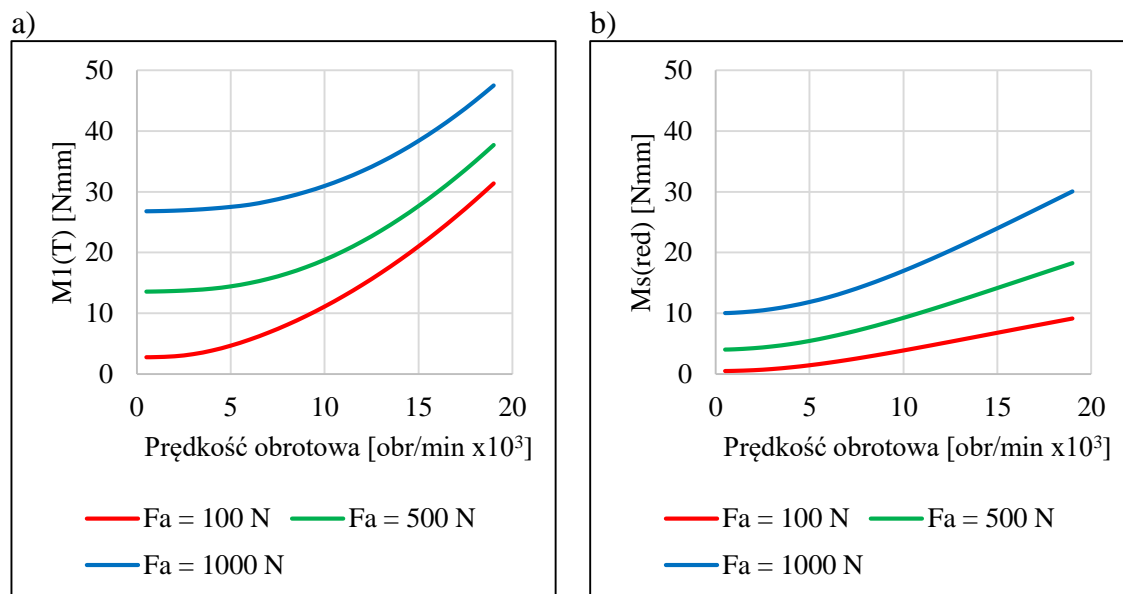 a)
50
40
30
20
10
0
M1(T) [Nmm]
0 5 10 15 20
Prędkość obrotowa [obr/min x10³]
Fa = 100 N Fa = 500 N
Fa = 1000 N
b)
50
40
30
20
10
0
Ms(red) [Nmm]
0 5 10 15 20
Prędkość obrotowa [obr/min x10³]
Fa = 100 N Fa = 500 N
Fa = 1000 N